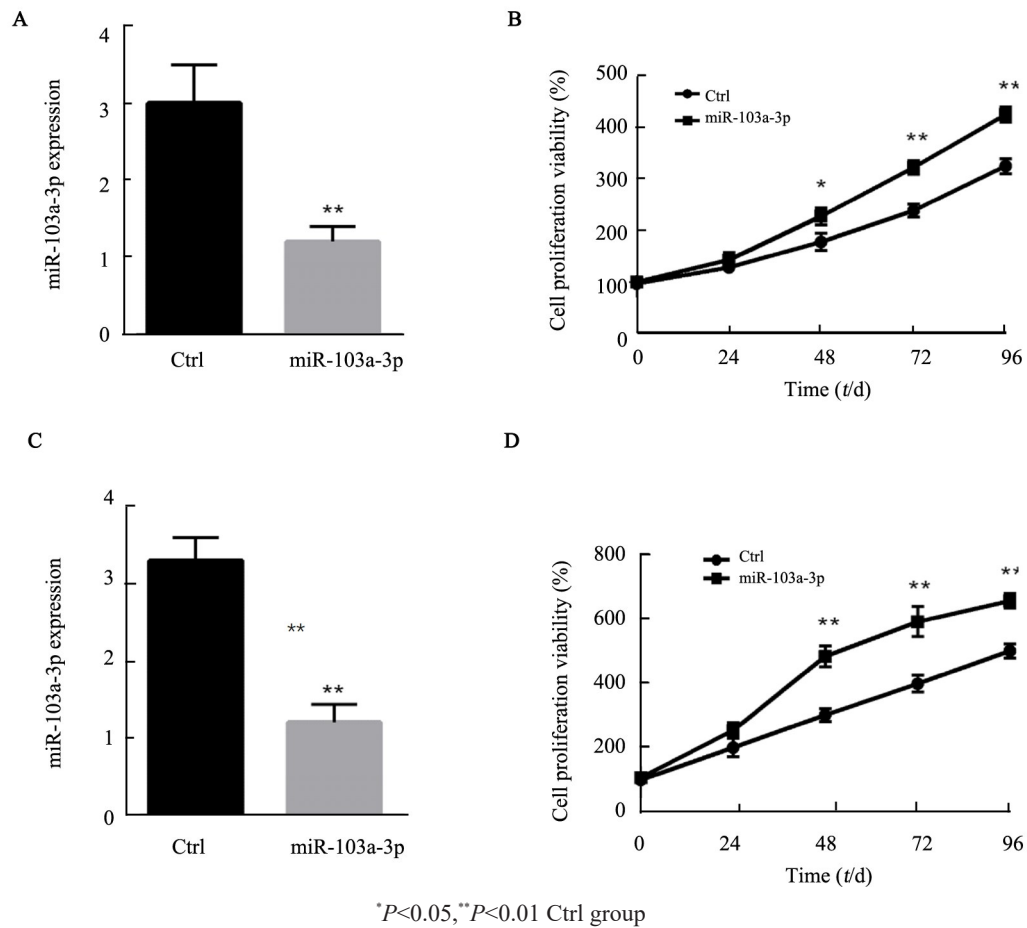 A
miR-103a-3p expression
4
3
2
1
0
**
Ctrl
miR-103a-3p
B
Cell proliferation viability (%)
500
400
300
200
100
0
Ctrl
miR-103a-3p
*
**
**
0
24
48
72
96
Time (t/d)
C
miR-103a-3p expression
4
3
2
1
0
**
**
Ctrl
miR-103a-3p
D
Cell proliferation viability (%)
800
600
400
200
0
Ctrl
miR-103a-3p
**
**
**
0
24
48
72
96
Time (t/d)
*P<0.05,**P<0.01 Ctrl group